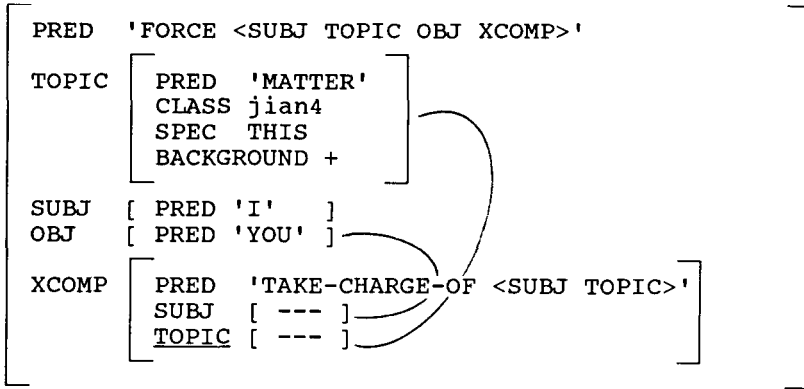 PRED 'FORCE <SUBJ TOPIC OBJ XCOMP>'
TOPIC PRED 'MATTER'
CLASS jian4
SPEC THIS
BACKGROUND +
SUBJ [ PRED 'I' ]
OBJ [ PRED 'YOU' ]
XCOMP PRED 'TAKE-CHARGE-OF <SUBJ TOPIC>'
SUBJ [ --- ]
TOPIC [ --- ]